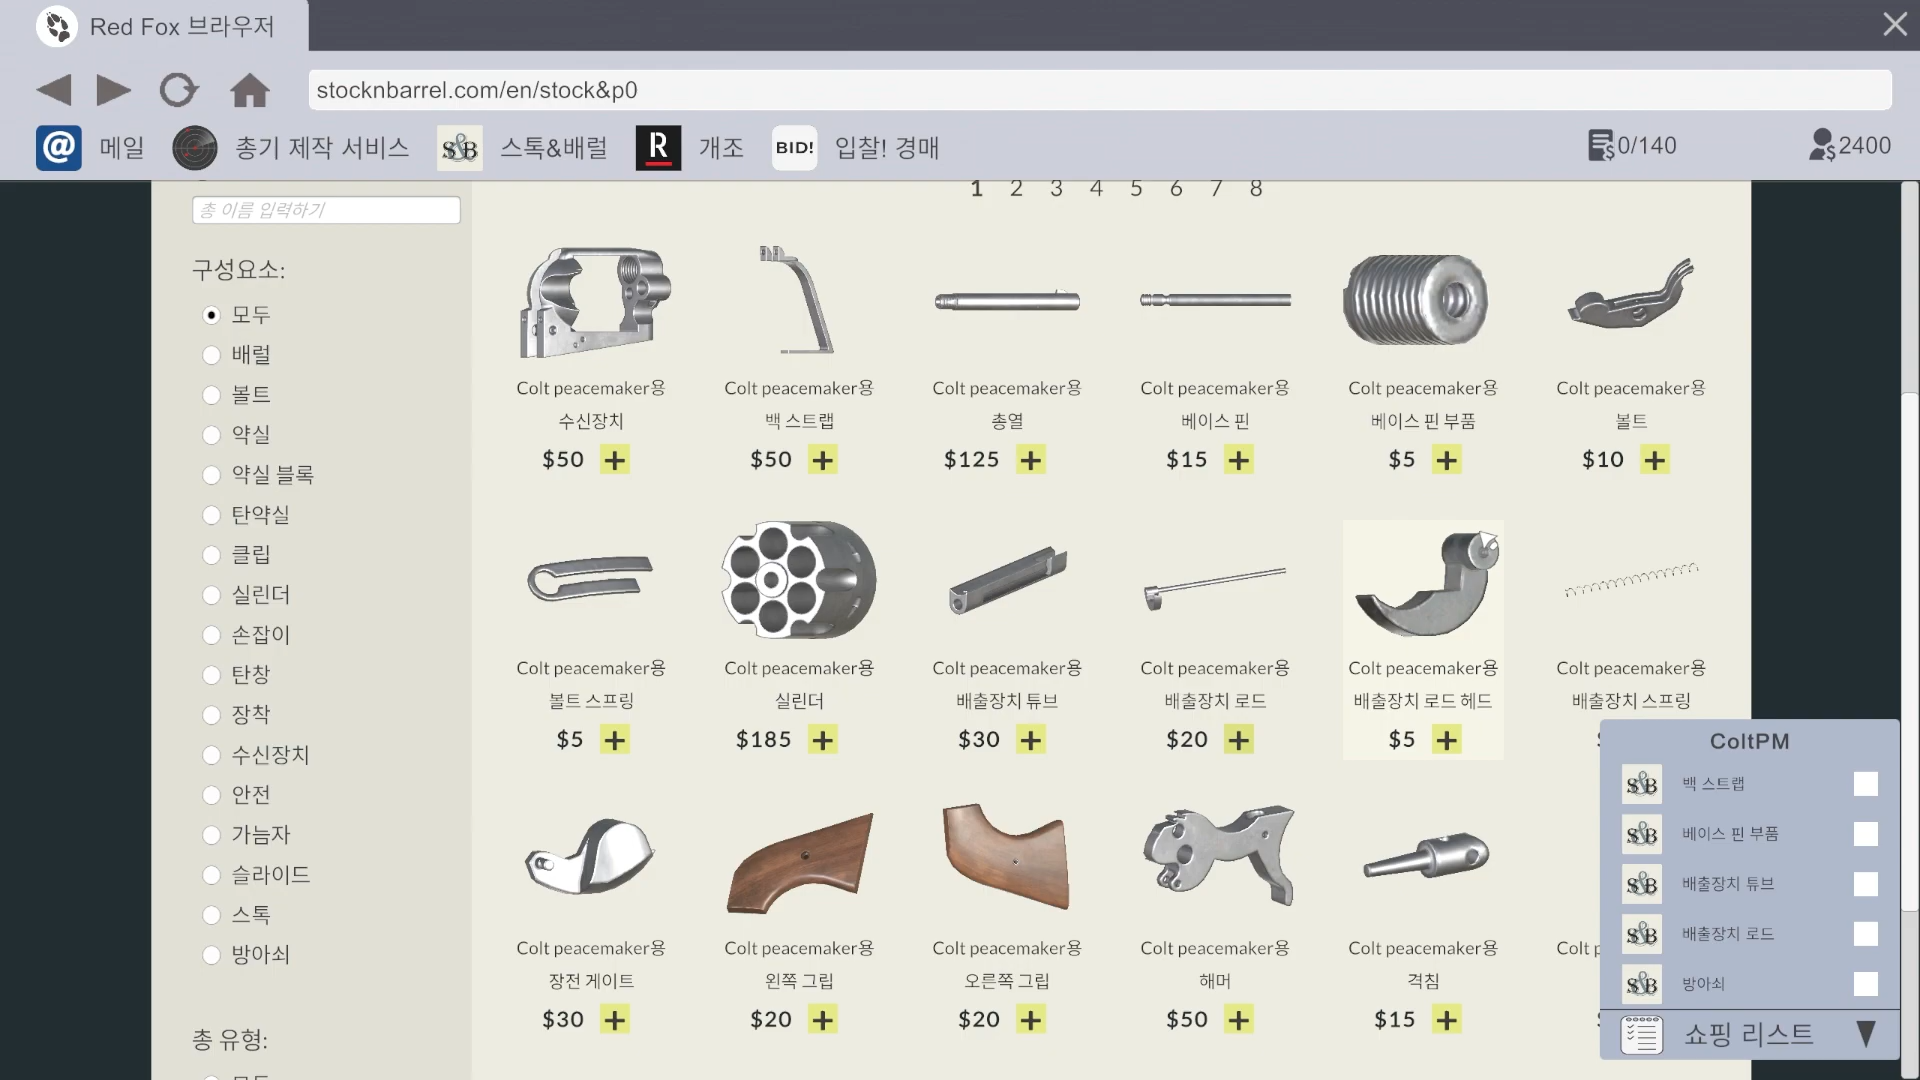 Red Fox 브라우저
stocknbarrel.com/en/stock&p0
@ 메일
총기 제작 서비스
S&B 스톡&배럴
R 개조
BID! 입찰! 경매
0/140
2400
총 이름 입력하기
1 2 3 4 5 6 7 8
구성요소:
모두
배럴
볼트
약실
약실 블록
탄약실
클립
실린더
손잡이
탄창
장착
수신장치
안전
가늠자
슬라이드
스톡
방아쇠
총 유형:
Colt peacemaker용
수신장치
$50 +
Colt peacemaker용
백 스트랩
$50 +
Colt peacemaker용
총열
$125 +
Colt peacemaker용
베이스 핀
$15 +
Colt peacemaker용
베이스 핀 부품
$5 +
Colt peacemaker용
볼트
$10 +
Colt peacemaker용
볼트 스프링
$5 +
Colt peacemaker용
실린더
$185 +
Colt peacemaker용
배출장치 튜브
$30 +
Colt peacemaker용
배출장치 로드
$20 +
Colt peacemaker용
배출장치 로드 헤드
$5 +
Colt peacemaker용
배출장치 스프링
Colt peacemaker용
장전 게이트
$30 +
Colt peacemaker용
왼쪽 그립
$20 +
Colt peacemaker용
오른쪽 그립
$20 +
Colt peacemaker용
해머
$50 +
Colt peacemaker용
격침
$15 +
Colt
ColtPM
S&B 백 스트랩
S&B 베이스 핀 부품
S&B 배출장치 튜브
S&B 배출장치 로드
S&B 방아쇠
쇼핑 리스트